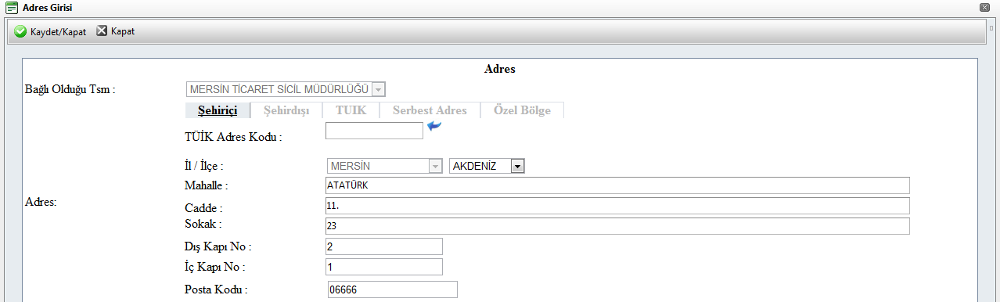 Adres Girisi
Kaydet/Kapat Kapat
Adres
Bağlı Olduğu Tsm : MERSİN TİCARET SİCİL MÜDÜRLÜĞÜ
Şehiriçi Şehirdışı TUIK Serbest Adres Özel Bölge
TÜİK Adres Kodu :
İl / İlçe : MERSİN AKDENİZ
Mahalle : ATATÜRK
Adres:
Cadde : 11.
Sokak : 23
Dış Kapı No : 2
İç Kapı No : 1
Posta Kodu : 06666